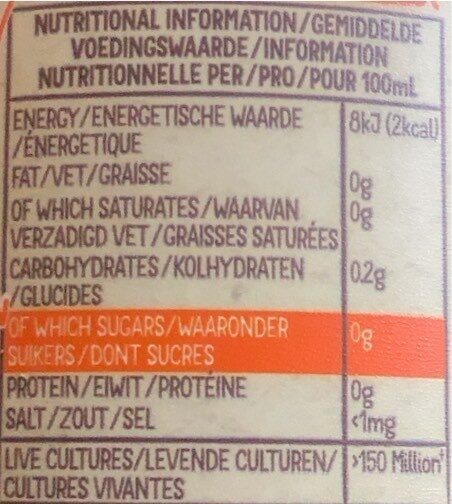 NUTRITIONAL INFORMATION/GEMIDDELDE
VOEDINGSWAARDE/INFORMATION
NUTRITIONNELLE PER/PRO/POUR 100mL
ENERGY/ENERGETISCHE WAARDE 8kJ (2kcal)
/ÉNERGETIQUE
FAT/VET/GRAISSE 0g
OF WHICH SATURATES/WAARVAN 0g
VERZADIGD VET/GRAISSES SATURÉES
CARBOHYDRATES/KOLHYDRATEN 0.2g
/GLUCIDES
OF WHICH SUGARS/WAARONDER 0g
SUIKERS/DONT SUCRES
PROTEIN/EIWIT/PROTÉINE 0g
SALT/ZOUT/SEL <1mg
LIVE CULTURES/LEVENDE CULTUREN/ >150 Million†
CULTURES VIVANTES